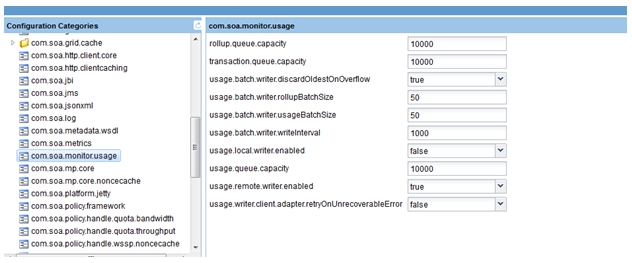 Configuration Categories
com.soa.grid.cache
com.soa.http.client.core
com.soa.http.clientcaching
com.soa.jbi
com.soa.jms
com.soa.jsonxml
com.soa.log
com.soa.metadata.wsdl
com.soa.metrics
com.soa.monitor.usage
com.soa.mp.core
com.soa.mp.core.noncecache
com.soa.platform.jetty
com.soa.policy.framework
com.soa.policy.handle.quota.bandwidth
com.soa.policy.handle.quota.throughput
com.soa.policy.handle.wssp.noncecache
com.soa.monitor.usage
rollup.queue.capacity 10000
transaction.queue.capacity 10000
usage.batch.writer.discardOldestOnOverflow true
usage.batch.writer.rollupBatchSize 50
usage.batch.writer.usageBatchSize 50
usage.batch.writer.writeInterval 1000
usage.local.writer.enabled false
usage.queue.capacity 10000
usage.remote.writer.enabled true
usage.writer.client.adapter.retryOnUnrecoverableError false